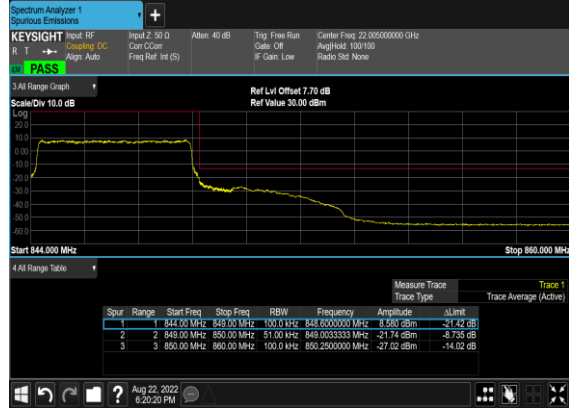 Spectrum Analyzer 1
Spurious Emissions
+
KEYSIGHT Input: RF Input Z: 50 Ω Atten: 40 dB Trig: Free Run Center Freq: 22.005000000 GHz
R T Coupling: DC Corr CCorr Gate: Off Avg|Hold: 100/100
Align: Auto Freq Ref: Int (S) IF Gain: Low Radio Std: None
PASS
3 All Range Graph
Ref Lvl Offset 7.70 dB
Scale/Div 10.0 dB Ref Value 30.00 dBm
Log
20.0
10.0
0.00
-10.0
-20.0
-30.0
-40.0
-50.0
-60.0
Start 844.000 MHz Stop 860.000 MHz
4 All Range Table
Measure Trace Trace 1
Trace Type Trace Average (Active)
Spur Range Start Freq Stop Freq RBW Frequency Amplitude ΔLimit
1 1 844.00 MHz 849.00 MHz 100.0 kHz 848.6000000 MHz 8.580 dBm -21.42 dB
2 2 849.00 MHz 850.00 MHz 51.00 kHz 849.0033333 MHz -21.74 dBm -8.735 dB
3 3 850.00 MHz 860.00 MHz 100.0 kHz 850.2500000 MHz -27.02 dBm -14.02 dB
? Aug 22, 2022
6:20:20 PM